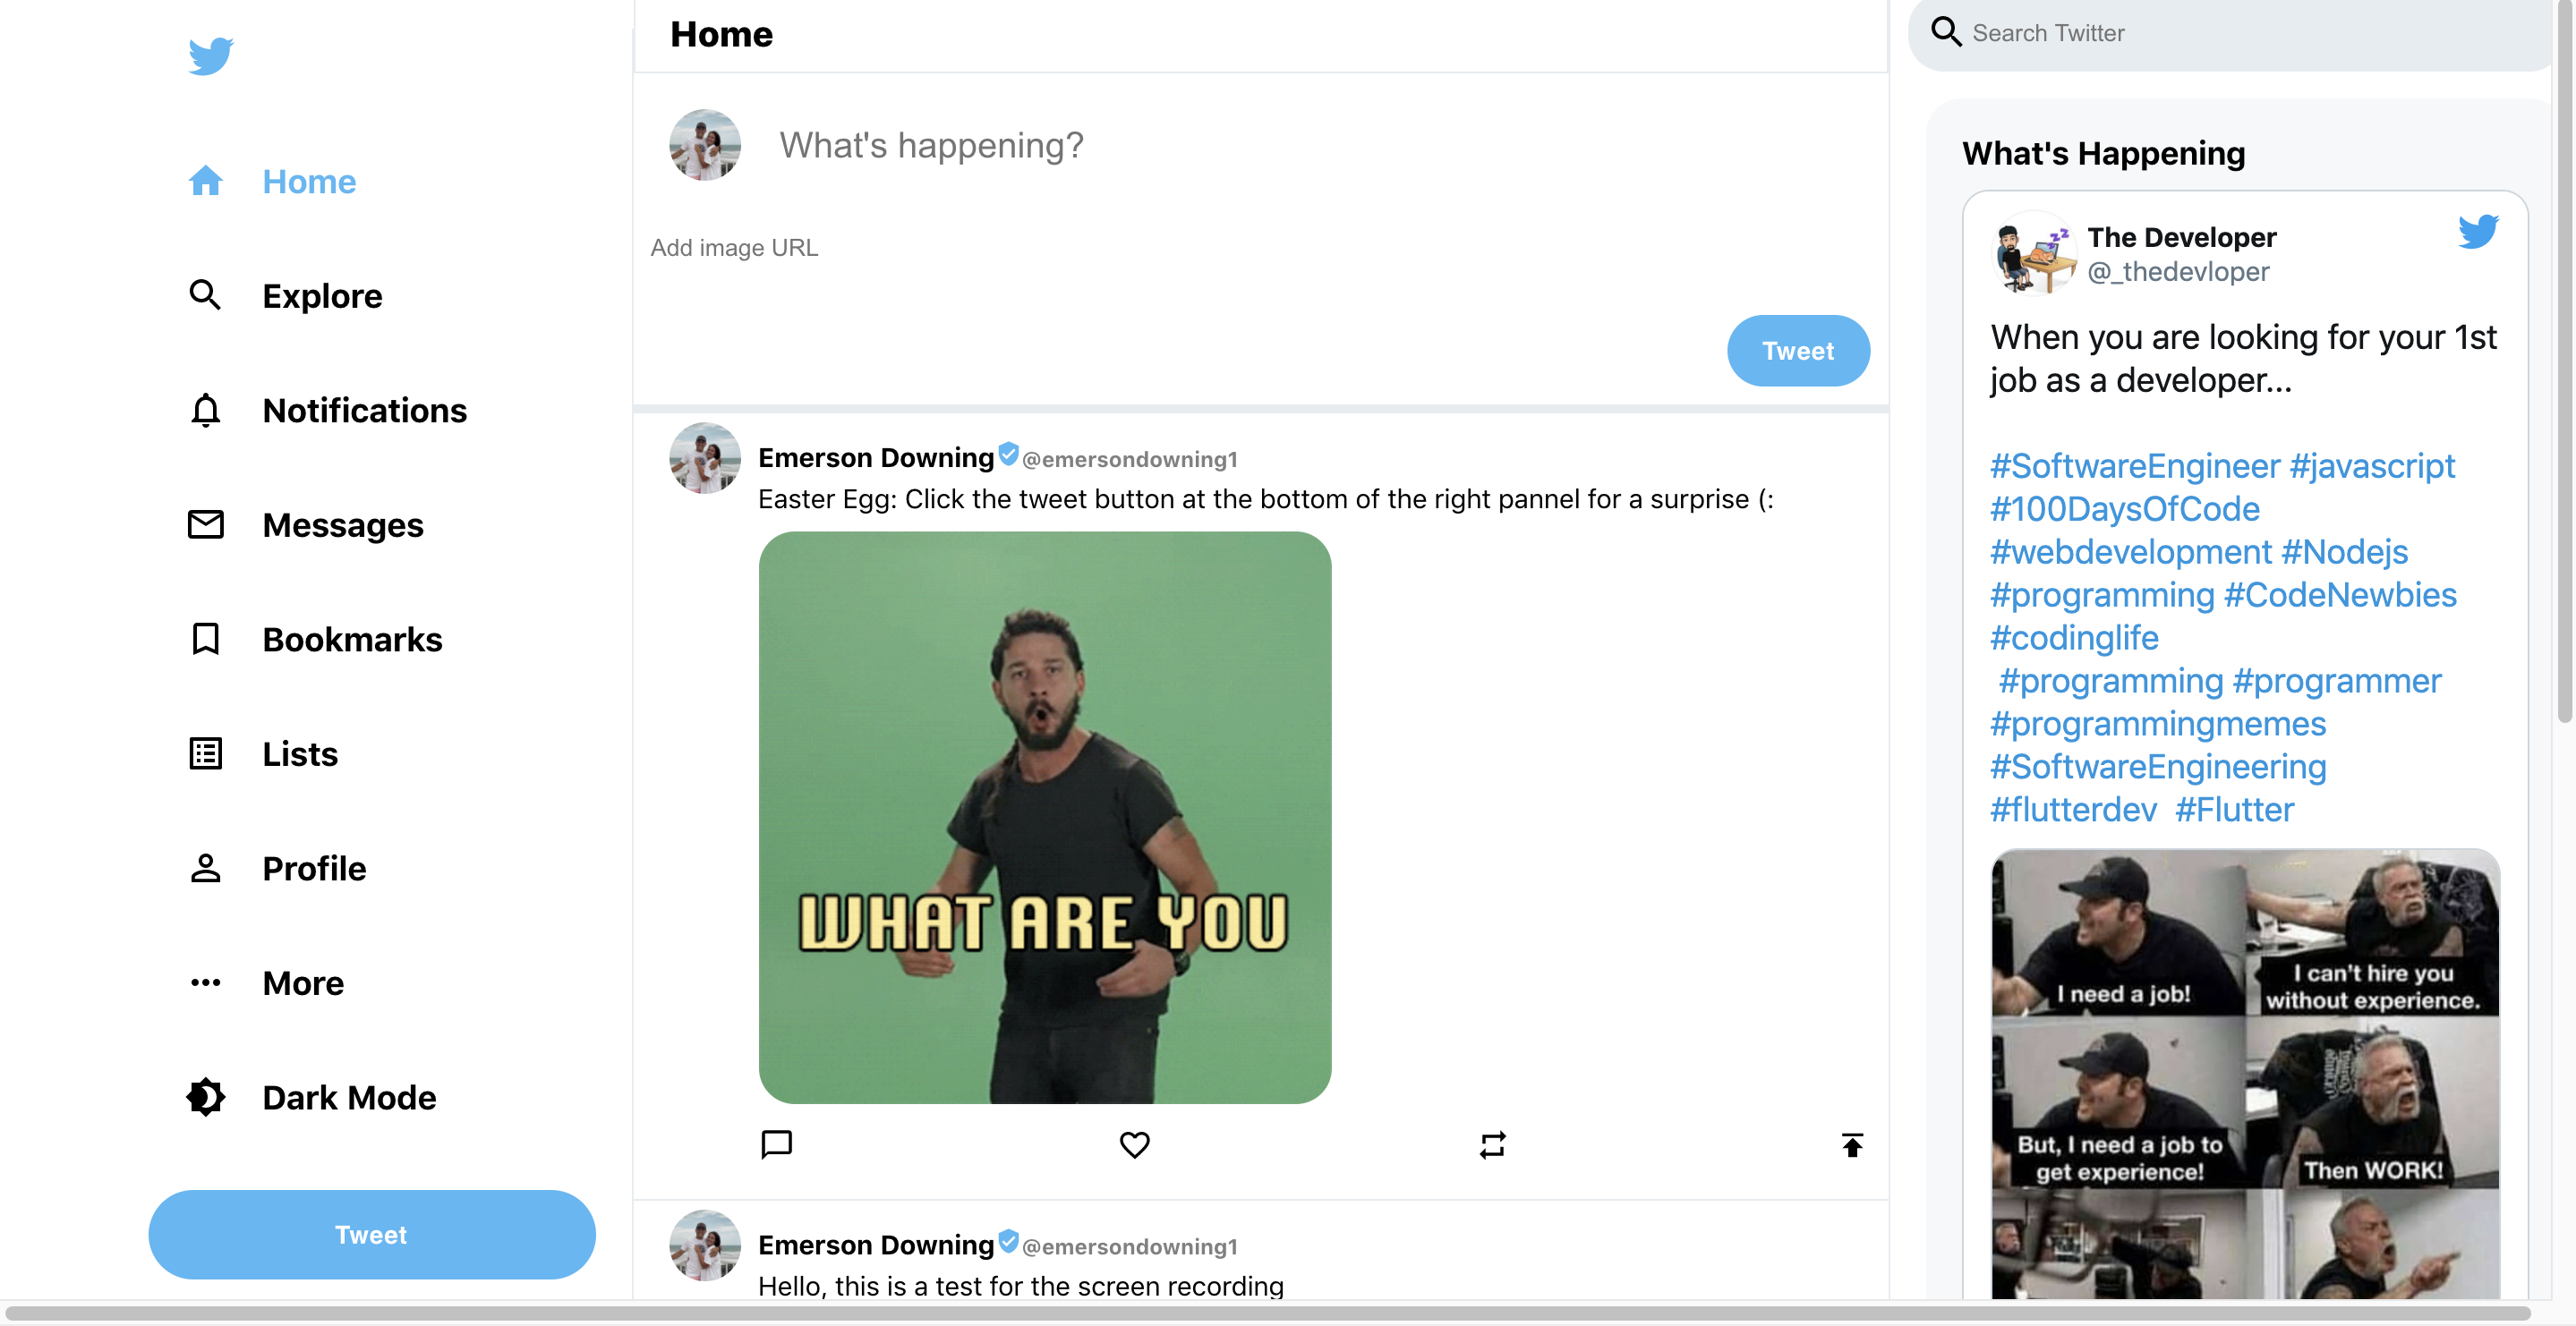 Home
Explore
Notifications
Messages
Bookmarks
Lists
Profile
More
Dark Mode
Tweet
Home
What's happening?
Add image URL
Tweet
Emerson Downing @emersondowning1
Easter Egg: Click the tweet button at the bottom of the right pannel for a surprise (:
WHAT ARE YOU
Emerson Downing @emersondowning1
Hello, this is a test for the screen recording
Search Twitter
What's Happening
The Developer
@_thedevloper
When you are looking for your 1st
job as a developer...
#SoftwareEngineer #javascript
#100DaysOfCode
#webdevelopment #Nodejs
#programming #CodeNewbies
#codinglife
#programming #programmer
#programmingmemes
#SoftwareEngineering
#flutterdev #Flutter
I need a job!
I can't hire you
without experience.
But, I need a job to
get experience!
Then WORK!